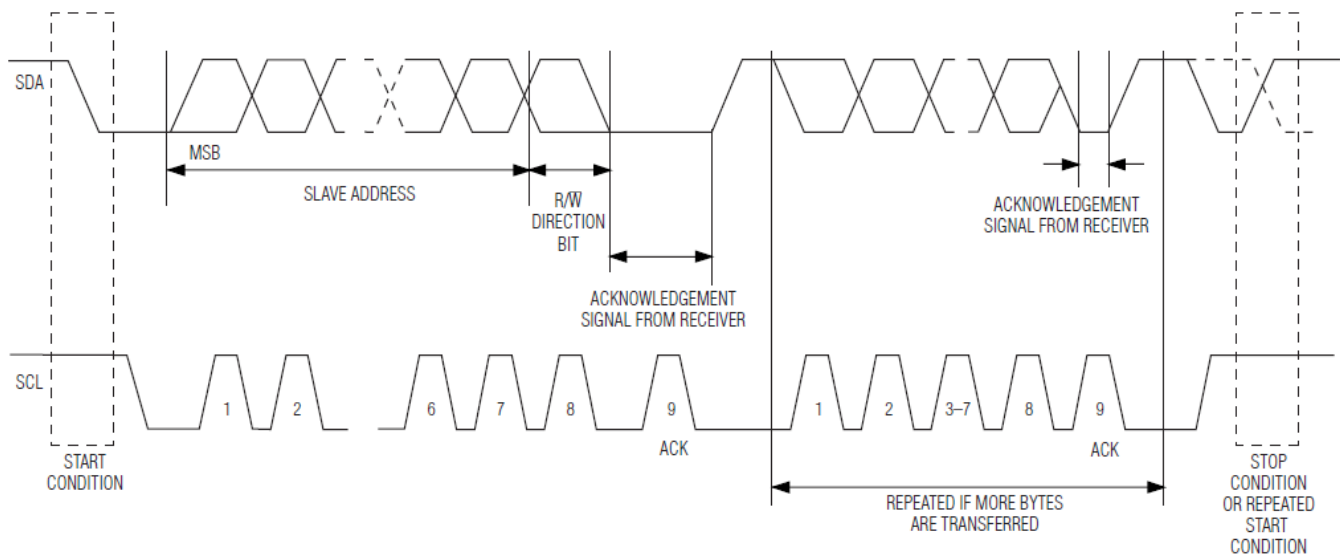 SDA
MSB
SLAVE ADDRESS
R/W̅
DIRECTION
BIT
ACKNOWLEDGEMENT
SIGNAL FROM RECEIVER
ACKNOWLEDGEMENT
SIGNAL FROM RECEIVER
SCL
1
2
6
7
8
9
1
2
3–7
8
9
ACK
ACK
START
CONDITION
REPEATED IF MORE BYTES
ARE TRANSFERRED
STOP
CONDITION
OR REPEATED
START
CONDITION